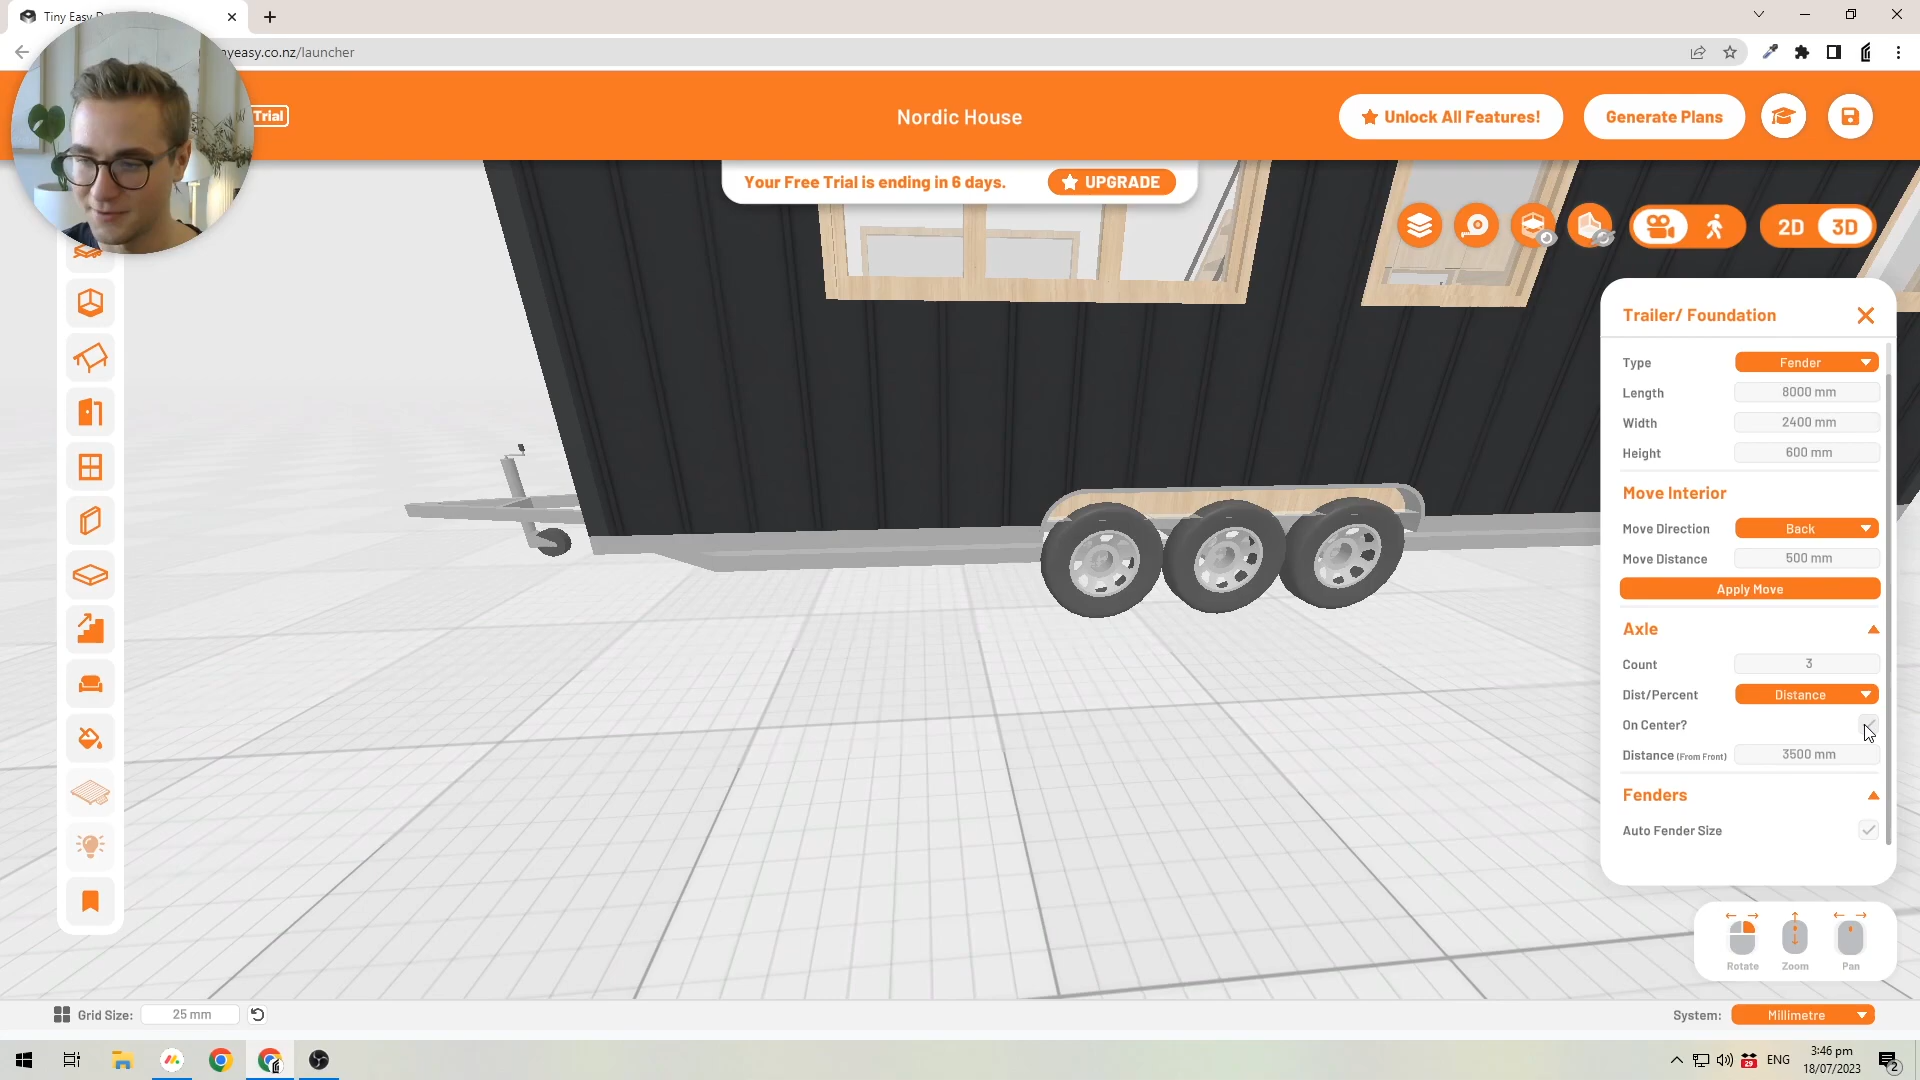 Tiny Easy
yeasy.co.nz/launcher
Trial
Nordic House
Unlock All Features!
Generate Plans
Your Free Trial is ending in 6 days.
UPGRADE
2D
3D
Trailer/ Foundation
Type
Fender
Length
8000 mm
Width
2400 mm
Height
600 mm
Move Interior
Move Direction
Back
Move Distance
500 mm
Apply Move
Axle
Count
3
Dist/Percent
Distance
On Center?
Distance (From Front)
3500 mm
Fenders
Auto Fender Size
Rotate
Zoom
Pan
Grid Size:
25 mm
System:
Millimetre
29
ENG
3:46 pm
18/07/2023
2